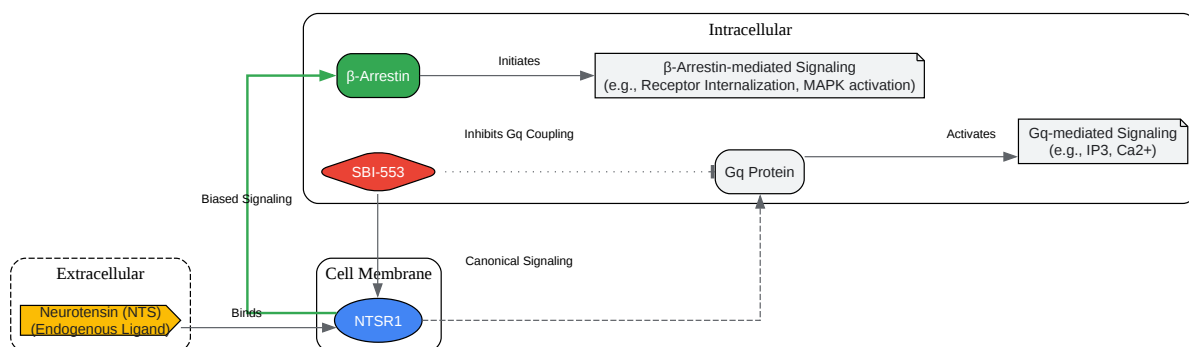 Intracellular
β-Arrestin
Initiates
β-Arrestin-mediated Signaling
(e.g., Receptor Internalization, MAPK activation)
Inhibits Gq Coupling
Activates
Gq-mediated Signaling
(e.g., IP3, Ca2+)
SBI-553
Gq Protein
Biased Signaling
Extracellular
Cell Membrane
Canonical Signaling
Neurotensin (NTS)
(Endogenous Ligand)
Binds
NTSR1